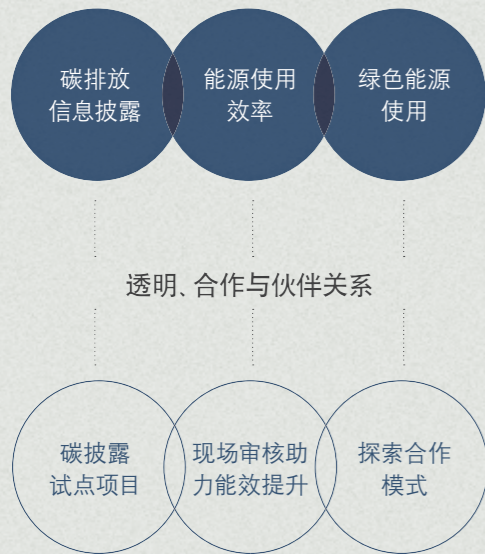 碳排放
信息披露
能源使用
效率
绿色能源
使用
透明、合作与伙伴关系
碳披露
试点项目
现场审核助
力能效提升
探索合作
模式